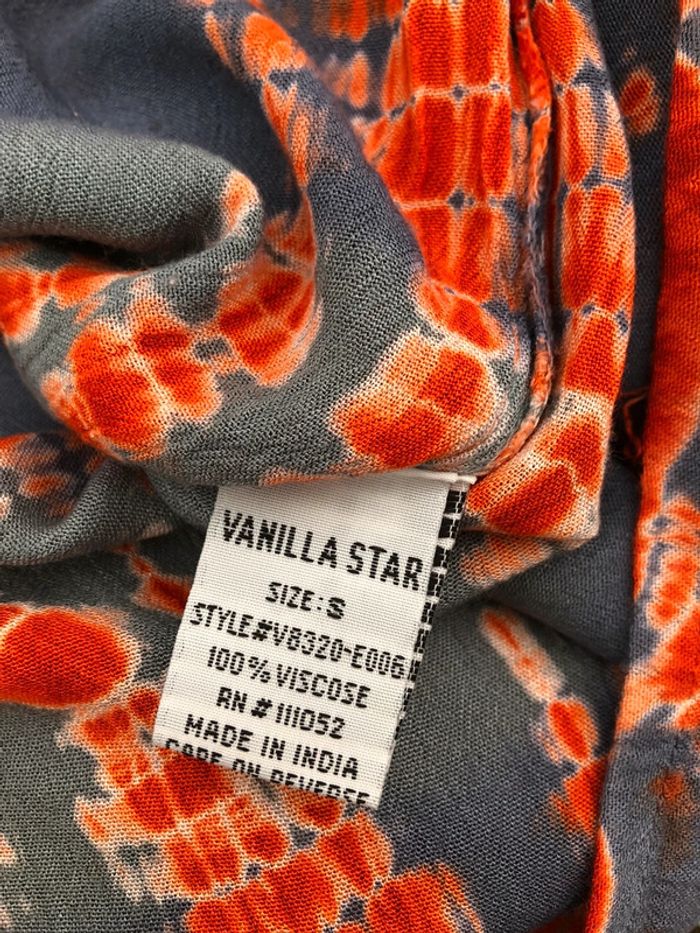 VANILLA STAR
SIZE: S
STYLE#V8320-E006
100% VISCOSE
RN # 111052
MADE IN INDIA
CARE ON REVERSE